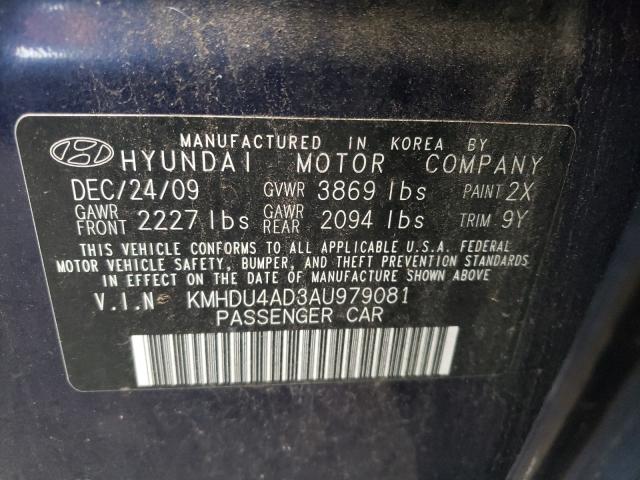 MANUFACTURED IN KOREA BY
HYUNDAI MOTOR COMPANY
DEC/24/09 GVWR 3869 lbs PAINT 2X
GAWR FRONT 2227 lbs GAWR REAR 2094 lbs TRIM 9Y
THIS VEHICLE CONFORMS TO ALL APPLICABLE U.S.A. FEDERAL
MOTOR VEHICLE SAFETY, BUMPER, AND THEFT PREVENTION STANDARDS
IN EFFECT ON THE DATE OF MANUFACTURE SHOWN ABOVE
V.I.N KMHDU4AD3AU979081
PASSENGER CAR